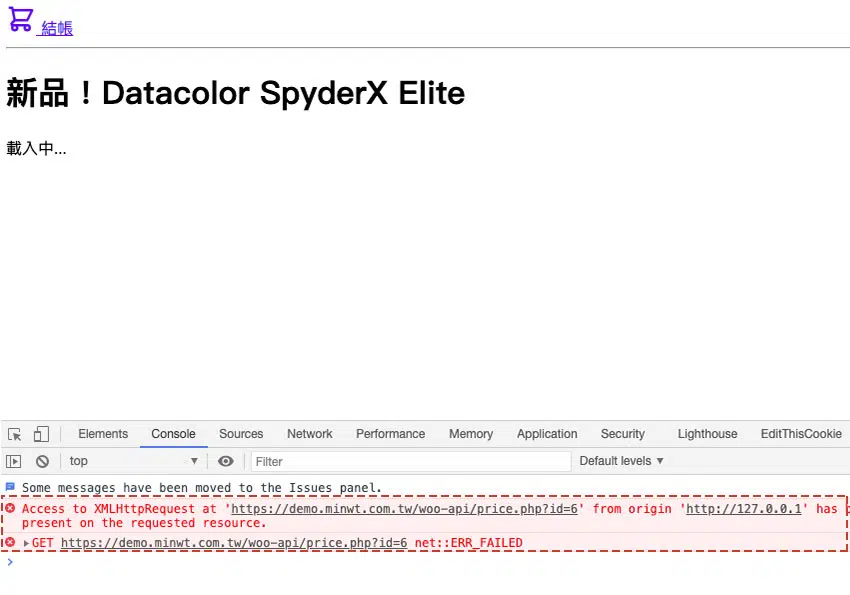 結帳
新品！Datacolor SpyderX Elite
載入中...
Elements Console Sources Network Performance Memory Application Security Lighthouse EditThisCookie
top ▼ Filter Default levels ▼
Some messages have been moved to the Issues panel.
Access to XMLHttpRequest at 'https://demo.minwt.com.tw/woo-api/price.php?id=6' from origin 'http://127.0.0.1' has
present on the requested resource.
GET https://demo.minwt.com.tw/woo-api/price.php?id=6 net::ERR_FAILED